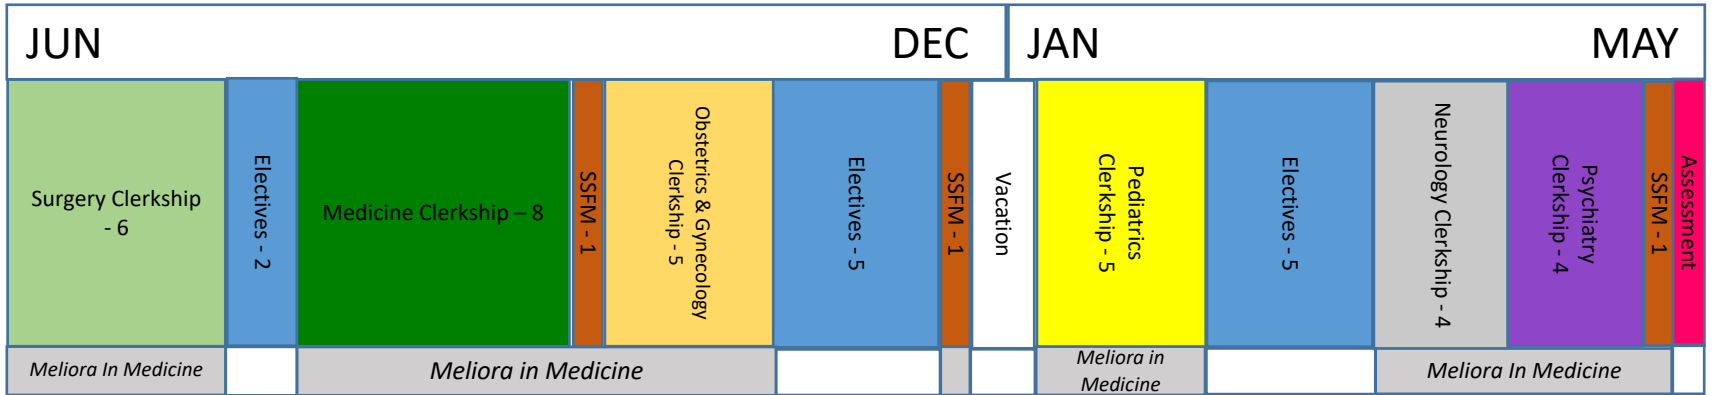 JUN
DEC
JAN
MAY
Surgery Clerkship
- 6
Electives - 2
Medicine Clerkship – 8
SSFM - 1
Obstetrics & Gynecology
Clerkship - 5
Electives - 5
SSFM - 1
Vacation
Pediatrics
Clerkship - 5
Electives - 5
Neurology Clerkship - 4
Psychiatry
Clerkship - 4
SSFM - 1
Assessment
Meliora In Medicine
Meliora in Medicine
Meliora in
Medicine
Meliora In Medicine